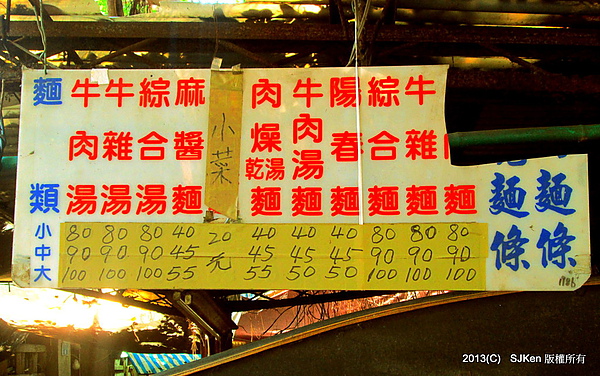 麵類
牛肉湯
牛雜湯
綜合湯
麻醬麵
小菜
肉燥乾湯麵
牛肉湯麵
陽春麵
綜合麵
牛雜麵
麵
麵條
麵條
小 80 80 80 40 20元 40 40 40 80 80 80
中 90 90 90 45 45 45 45 90 90 90
大 100 100 100 55 55 50 50 100 100 100
2013(C) SJKen 版權所有